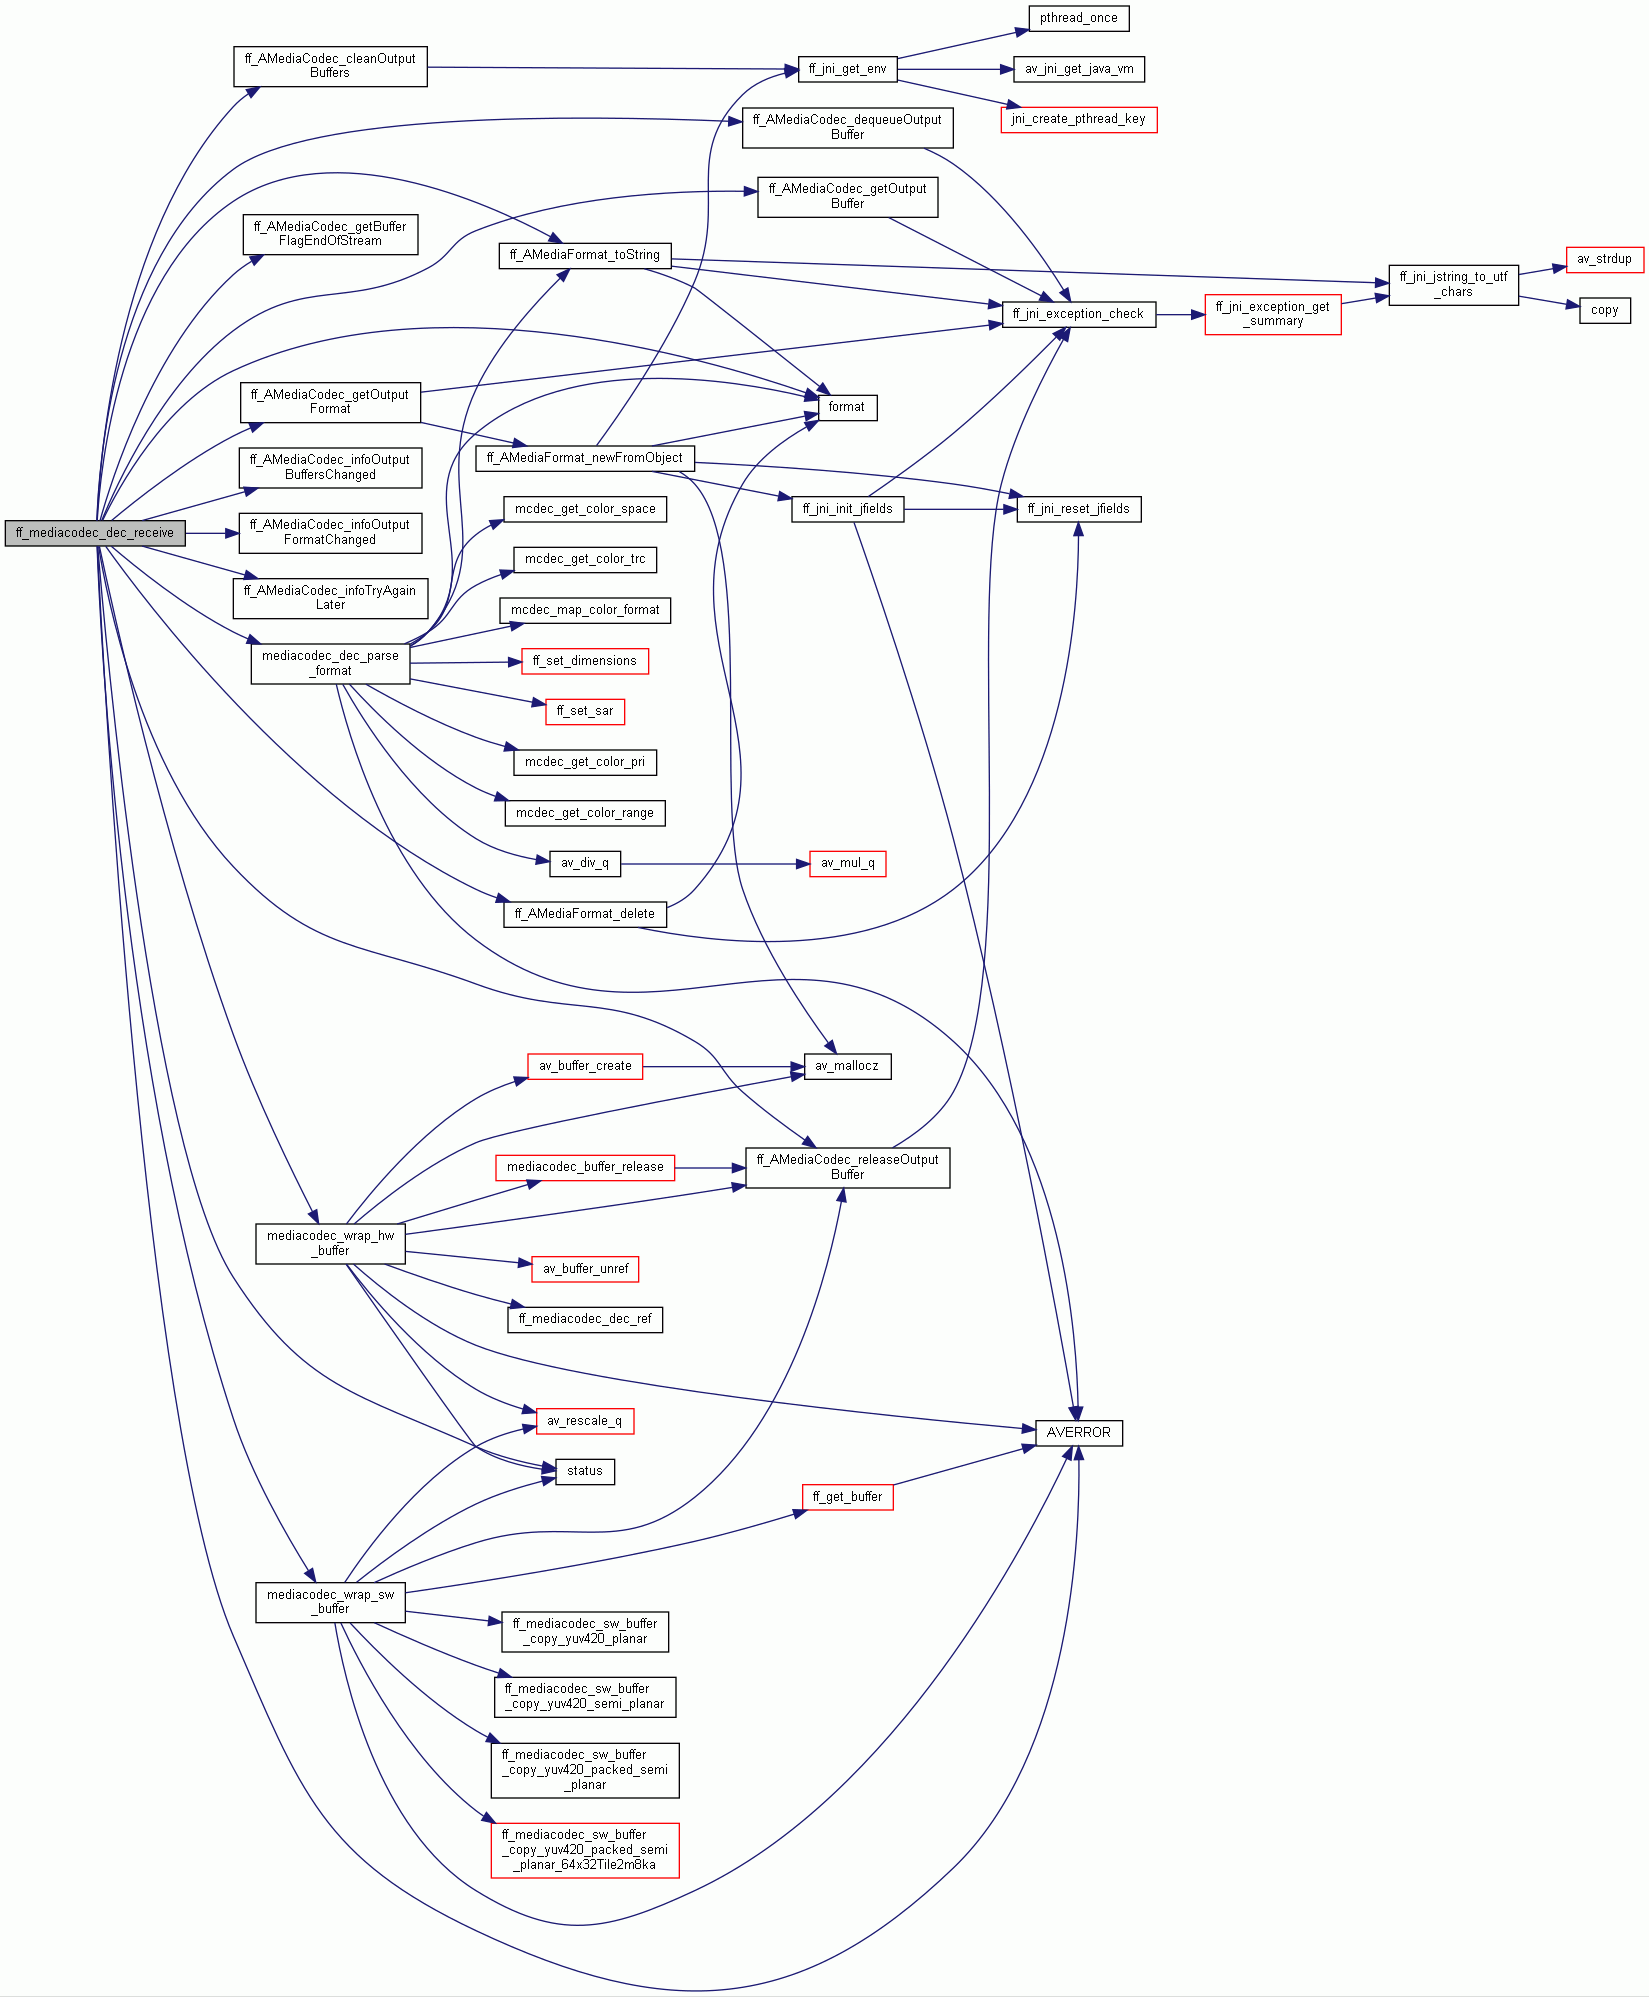 pthread_once
ff_AMediaCodec_cleanOutput
Buffers
ff_jni_get_env
av_jni_get_java_vm
jni_create_pthread_key
ff_AMediaCodec_dequeueOutput
Buffer
ff_AMediaCodec_getOutput
Buffer
ff_AMediaCodec_getBuffer
FlagEndOfStream
ff_AMediaFormat_toString
ff_jni_jstring_to_utf
_chars
av_strdup
copy
ff_jni_exception_check
ff_jni_exception_get
_summary
ff_AMediaCodec_getOutput
Format
format
ff_AMediaCodec_infoOutput
BuffersChanged
ff_AMediaFormat_newFromObject
ff_jni_init_jfields
ff_jni_reset_jfields
ff_mediacodec_dec_receive
ff_AMediaCodec_infoOutput
FormatChanged
mcdec_get_color_space
mcdec_get_color_trc
ff_AMediaCodec_infoTryAgain
Later
mcdec_map_color_format
mediacodec_dec_parse
_format
ff_set_dimensions
ff_set_sar
mcdec_get_color_pri
mcdec_get_color_range
av_div_q
av_mul_q
ff_AMediaFormat_delete
av_buffer_create
av_mallocz
mediacodec_buffer_release
ff_AMediaCodec_releaseOutput
Buffer
mediacodec_wrap_hw
_buffer
av_buffer_unref
ff_mediacodec_dec_ref
av_rescale_q
AVERROR
status
ff_get_buffer
mediacodec_wrap_sw
_buffer
ff_mediacodec_sw_buffer
_copy_yuv420_planar
ff_mediacodec_sw_buffer
_copy_yuv420_semi_planar
ff_mediacodec_sw_buffer
_copy_yuv420_packed_semi
_planar
ff_mediacodec_sw_buffer
_copy_yuv420_packed_semi
_planar_64x32Tile2m8ka